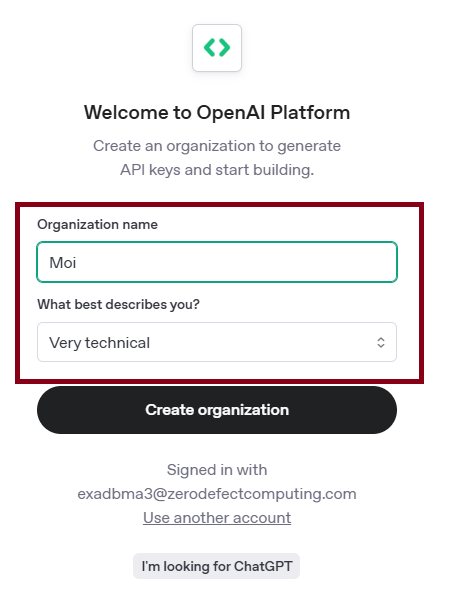 Welcome to OpenAI Platform
Create an organization to generate
API keys and start building.
Organization name
Moi
What best describes you?
Very technical
Create organization
Signed in with
exadbma3@zerodefectcomputing.com
Use another account
I'm looking for ChatGPT